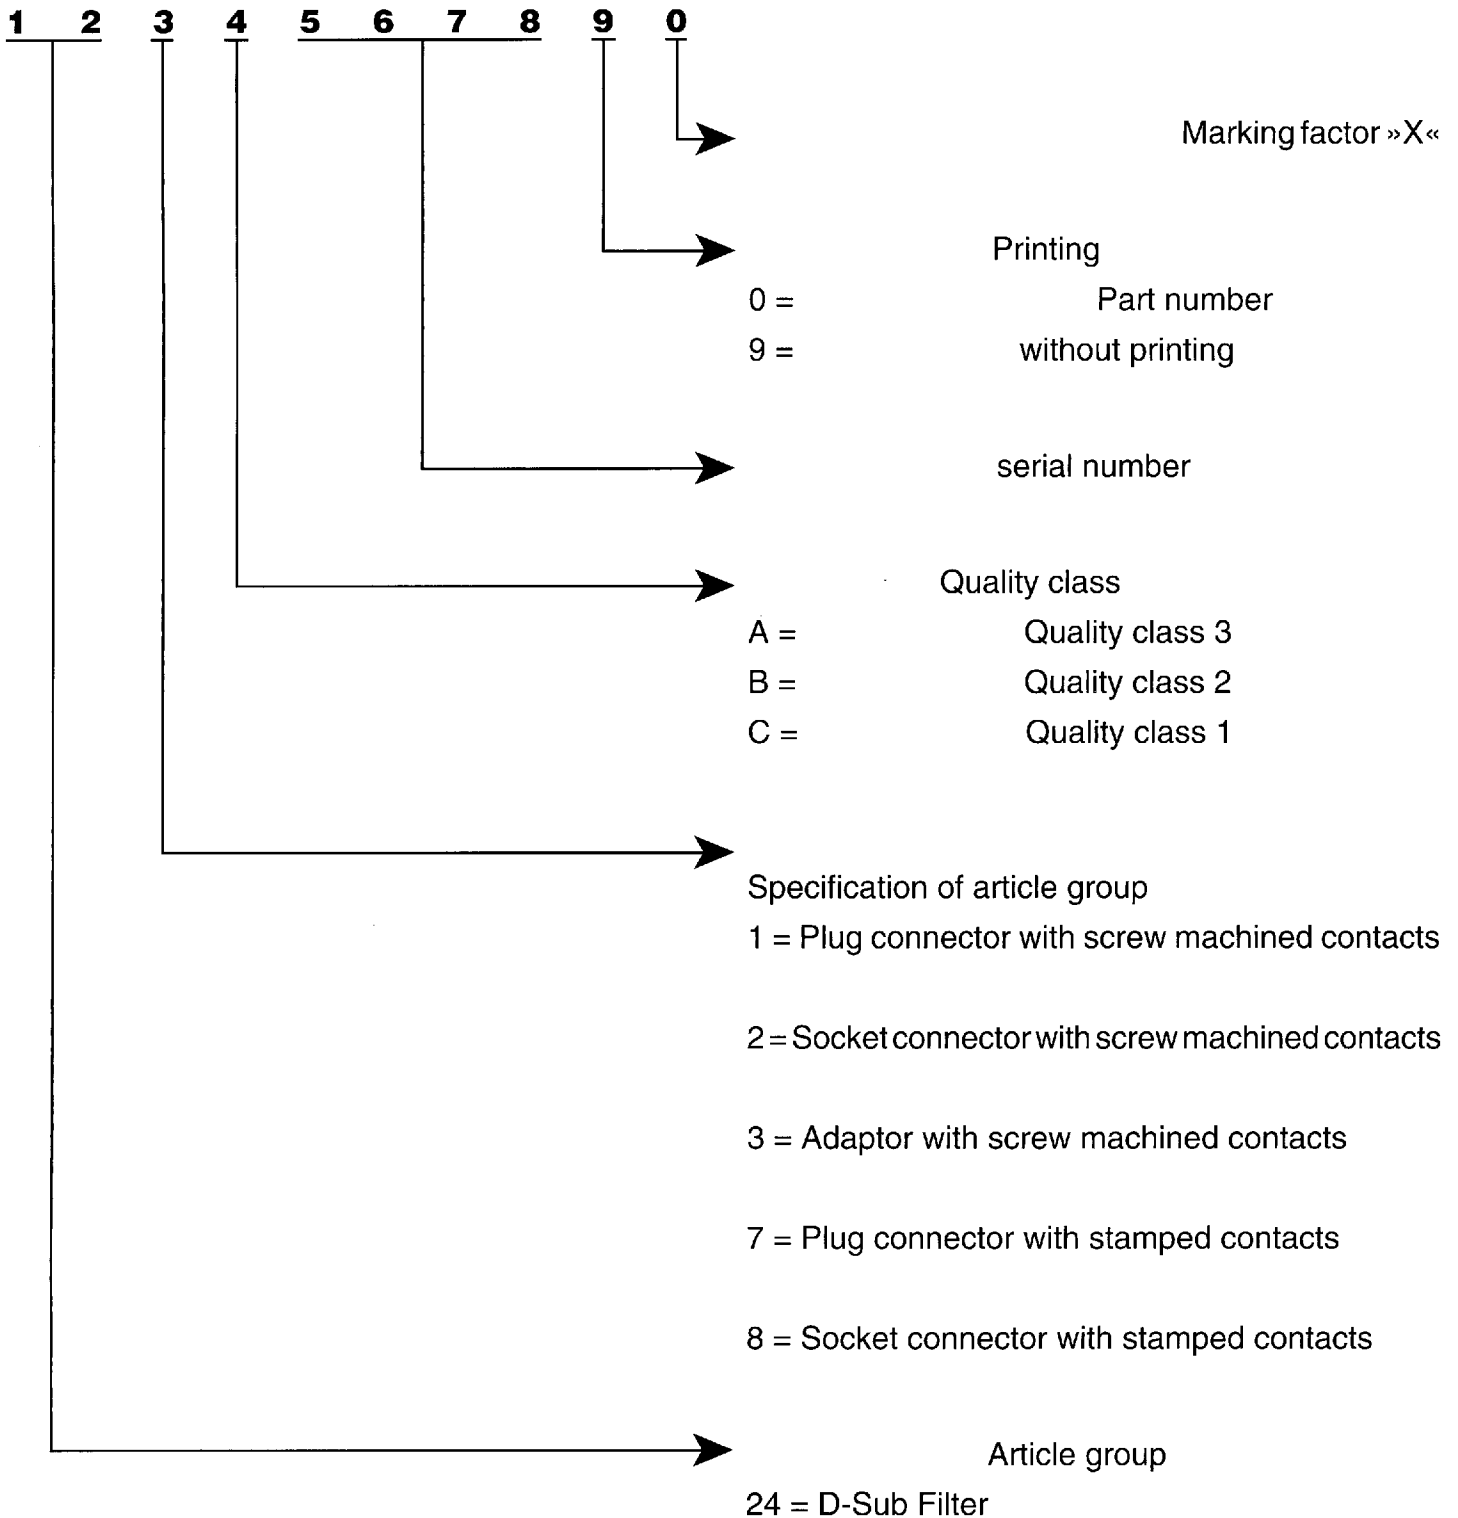 1 2 3 4 5 6 7 8 9 0
Marking factor »X«
Printing
0 = Part number
9 = without printing
serial number
Quality class
A = Quality class 3
B = Quality class 2
C = Quality class 1
Specification of article group
1 = Plug connector with screw machined contacts
2 = Socket connector with screw machined contacts
3 = Adaptor with screw machined contacts
7 = Plug connector with stamped contacts
8 = Socket connector with stamped contacts
Article group
24 = D-Sub Filter